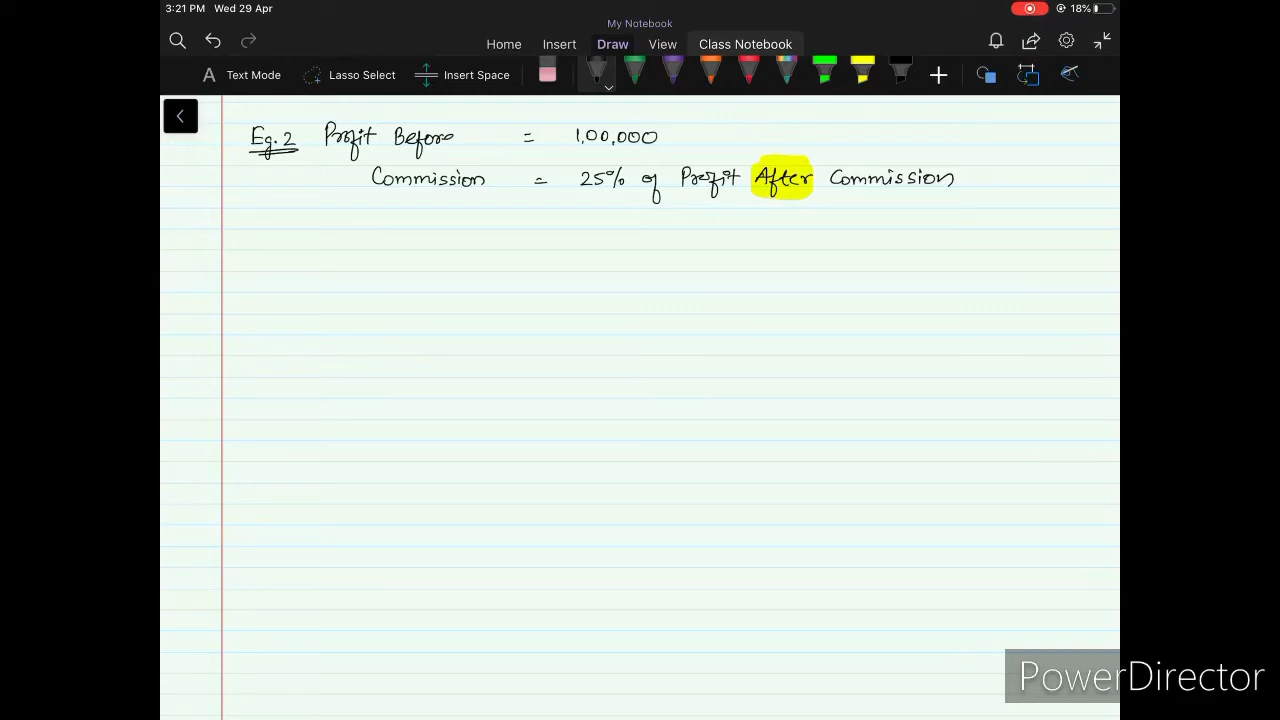 3:21 PM Wed 29 Apr
18%
My Notebook
Home Insert Draw View Class Notebook
A Text Mode Lasso Select Insert Space
Eg.2 Profit Before = 1,00,000
Commission = 25% of Profit After Commission
PowerDirector